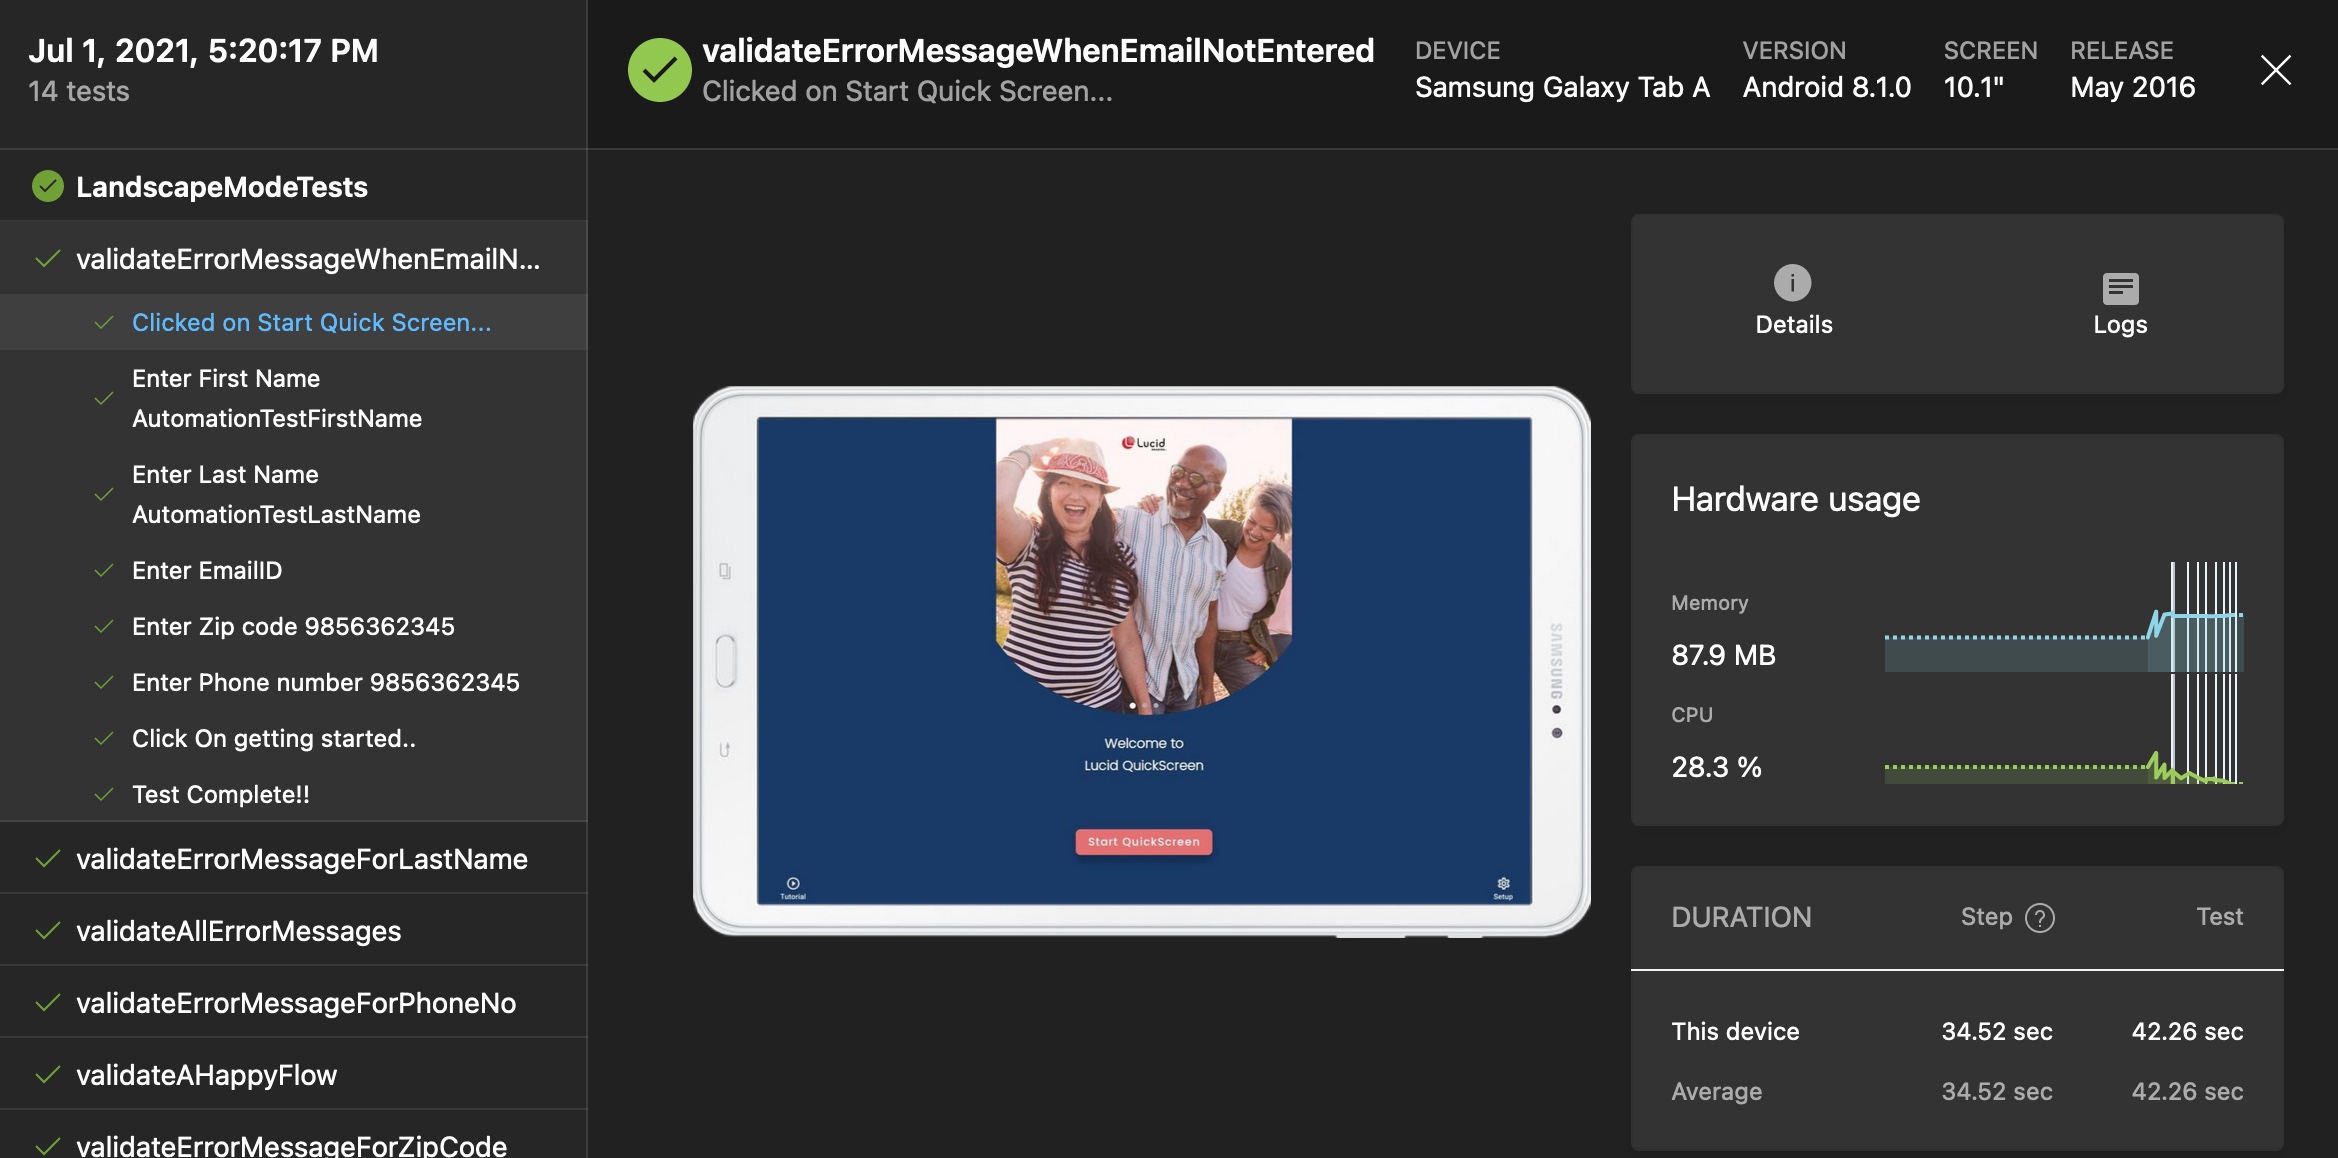 Jul 1, 2021, 5:20:17 PM
14 tests
LandscapeModeTests
validateErrorMessageWhenEmailN...
Clicked on Start Quick Screen...
Enter First Name
AutomationTestFirstName
Enter Last Name
AutomationTestLastName
Enter EmailID
Enter Zip code 9856362345
Enter Phone number 9856362345
Click On getting started..
Test Complete!!
validateErrorMessageForLastName
validateAllErrorMessages
validateErrorMessageForPhoneNo
validateAHappyFlow
validateErrorMessageForZipCode
validateErrorMessageWhenEmailNotEntered
Clicked on Start Quick Screen...
DEVICE
Samsung Galaxy Tab A
VERSION
Android 8.1.0
SCREEN
10.1"
RELEASE
May 2016
Lucid
Welcome to
Lucid QuickScreen
Start QuickScreen
Tutorial
Setup
SAMSUNG
Details
Logs
Hardware usage
Memory
87.9 MB
CPU
28.3 %
DURATION Step ? Test
This device 34.52 sec 42.26 sec
Average 34.52 sec 42.26 sec